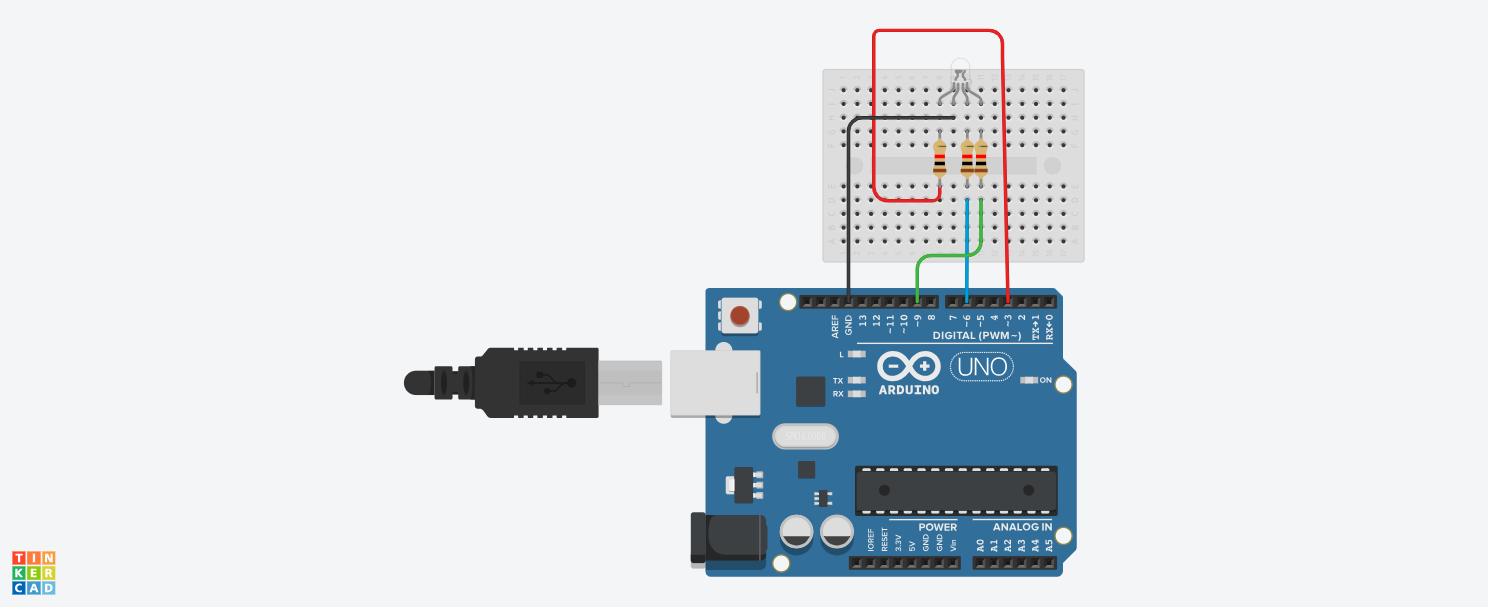 AREF
GND
13
12
~11
~10
~9
8
7
~6
~5
4
~3
2
TX→1
RX←0
DIGITAL (PWM~)
L
TX
RX
ARDUINO
UNO
ON
POWER
ANALOG IN
IOREF
RESET
3.3V
5V
GND
GND
Vin
A0
A1
A2
A3
A4
A5
TIN
KER
CAD